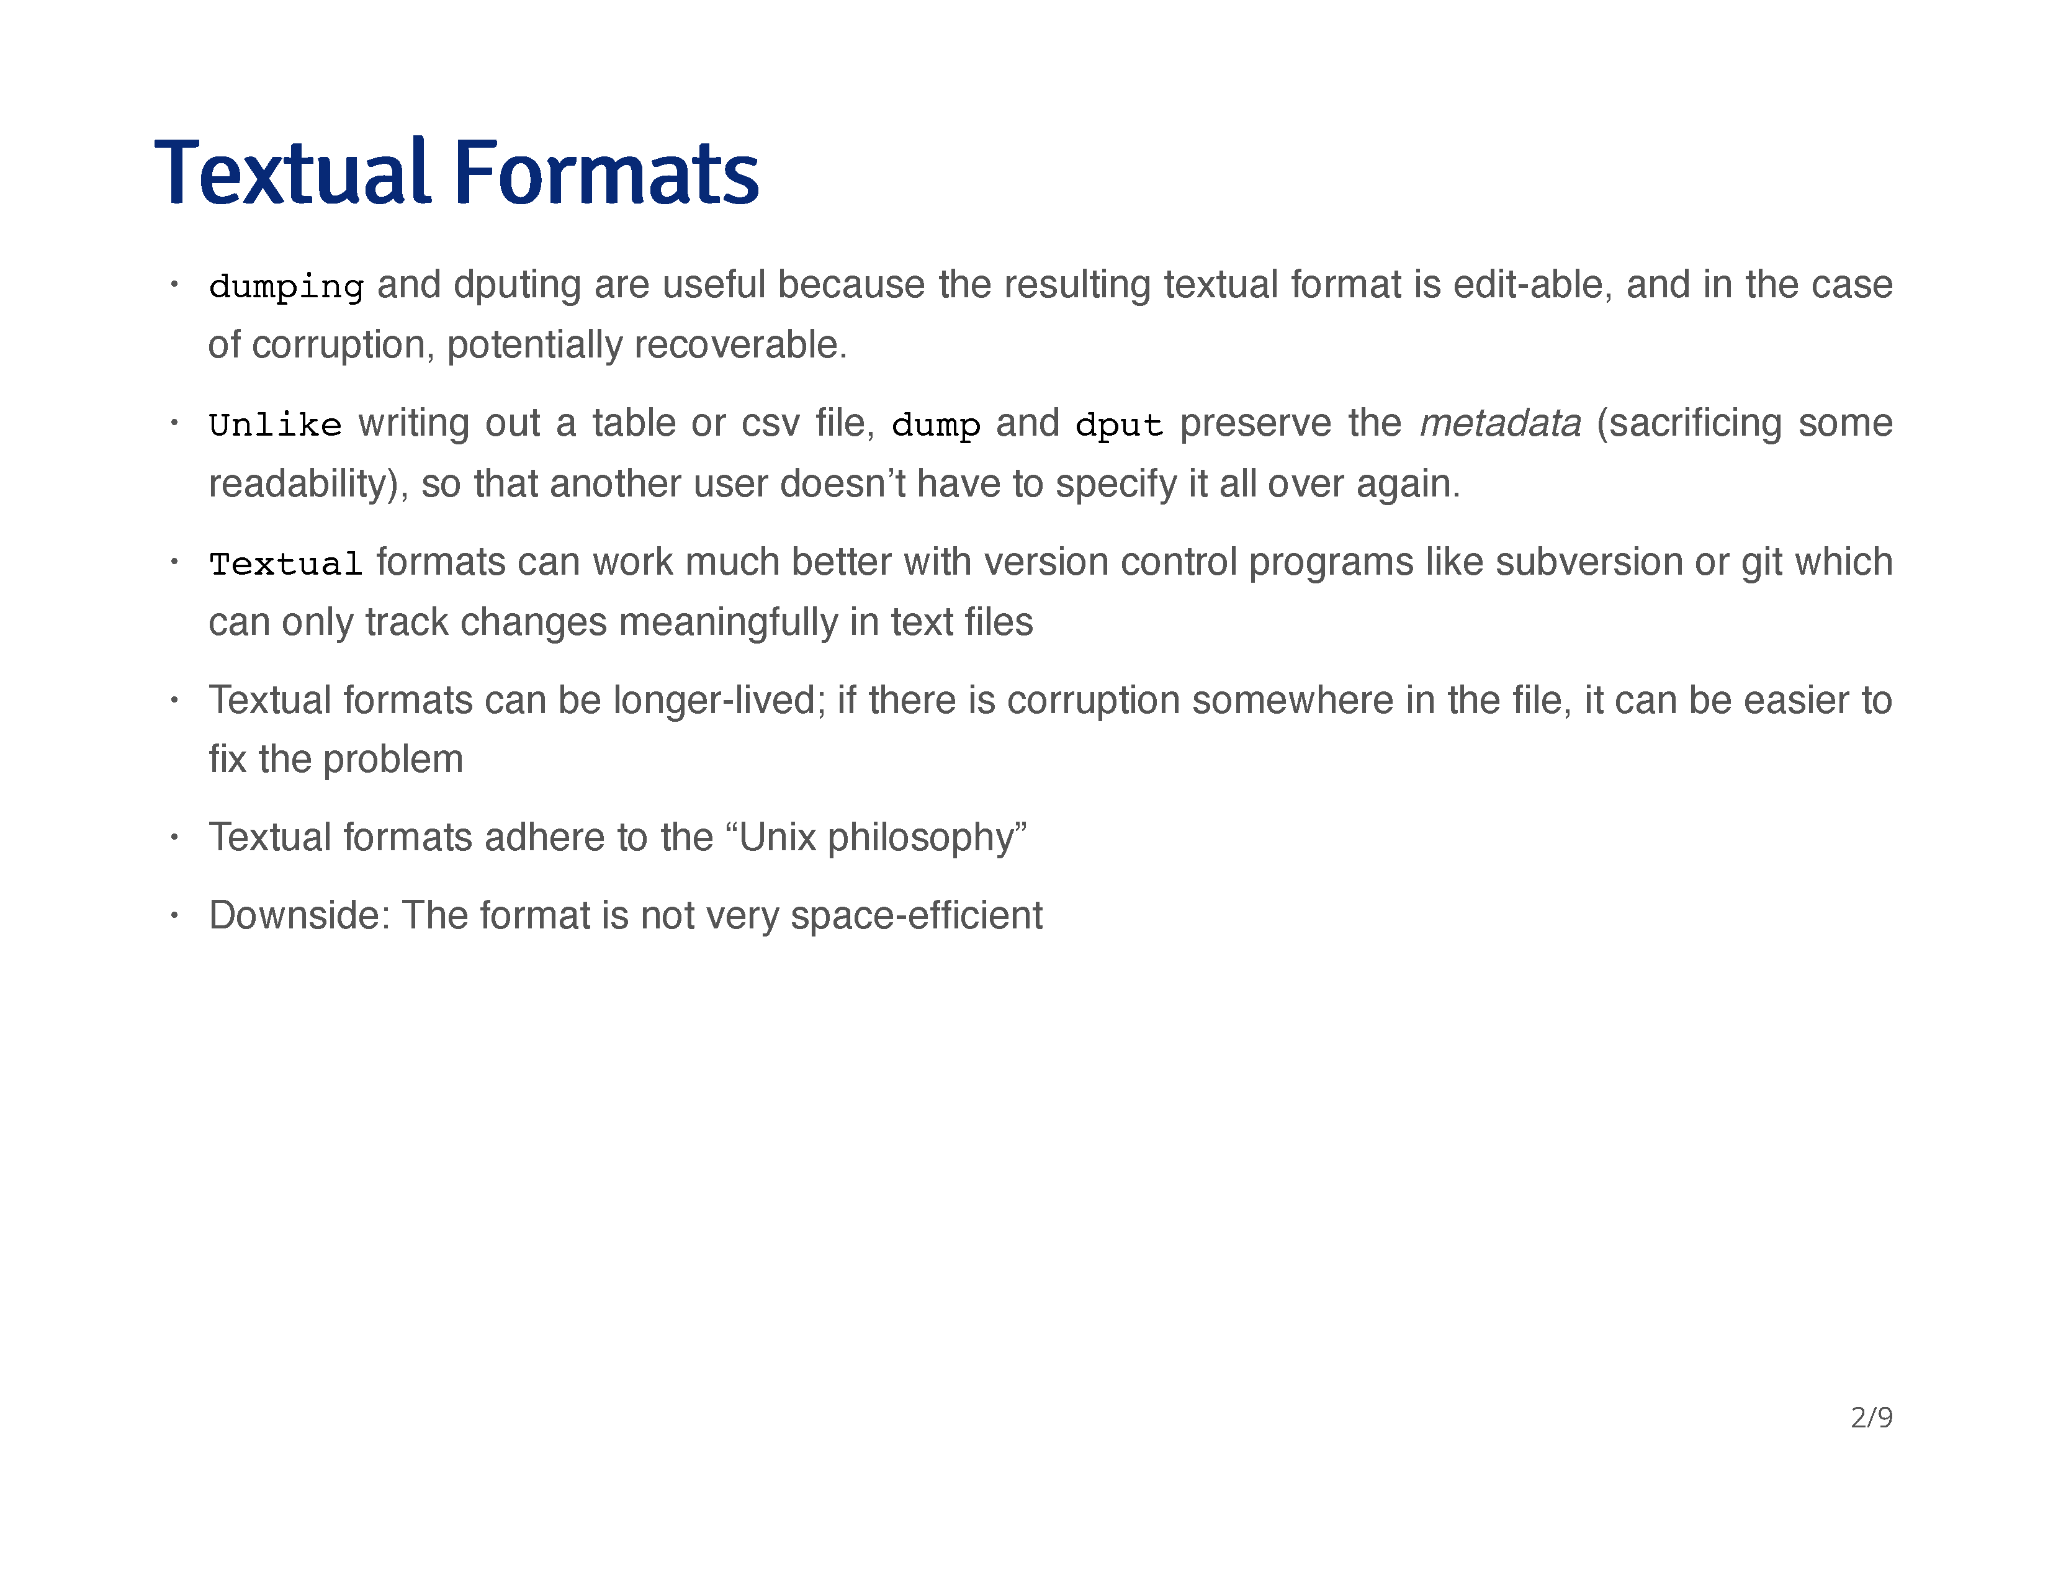 Textual Formats
· dumping and dputing are useful because the resulting textual format is edit-able, and in the case
of corruption, potentially recoverable.
· Unlike writing out a table or csv file, dump and dput preserve the metadata (sacrificing some
readability), so that another user doesn’t have to specify it all over again.
· Textual formats can work much better with version control programs like subversion or git which
can only track changes meaningfully in text files
· Textual formats can be longer-lived; if there is corruption somewhere in the file, it can be easier to
fix the problem
· Textual formats adhere to the “Unix philosophy”
· Downside: The format is not very space-efficient
2/9